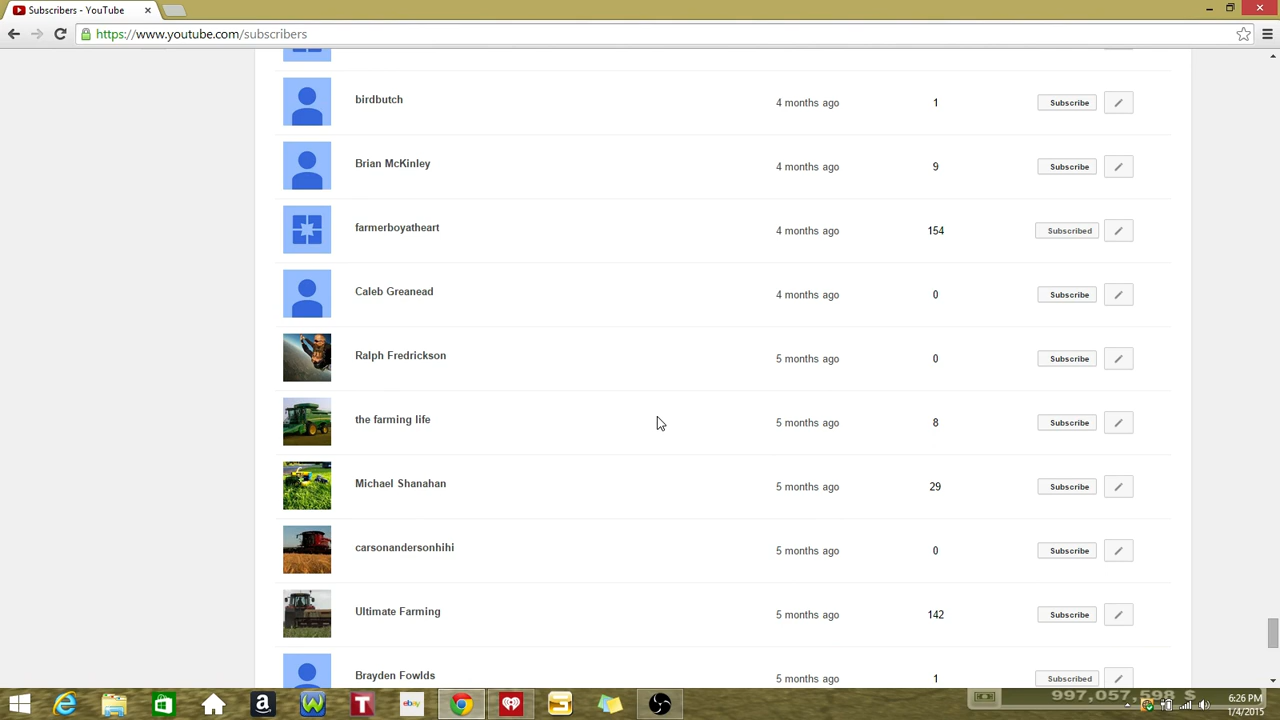 Subscribers - YouTube
https://www.youtube.com/subscribers
birdbutch 4 months ago 1 Subscribe
Brian McKinley 4 months ago 9 Subscribe
farmerboyatheart 4 months ago 154 Subscribed
Caleb Greanead 4 months ago 0 Subscribe
Ralph Fredrickson 5 months ago 0 Subscribe
the farming life 5 months ago 8 Subscribe
Michael Shanahan 5 months ago 29 Subscribe
carsonandersonhihi 5 months ago 0 Subscribe
Ultimate Farming 5 months ago 142 Subscribe
Brayden Fowlds 5 months ago 1 Subscribed
997,057,598 $
6:26 PM
1/4/2015
a W T ebay S